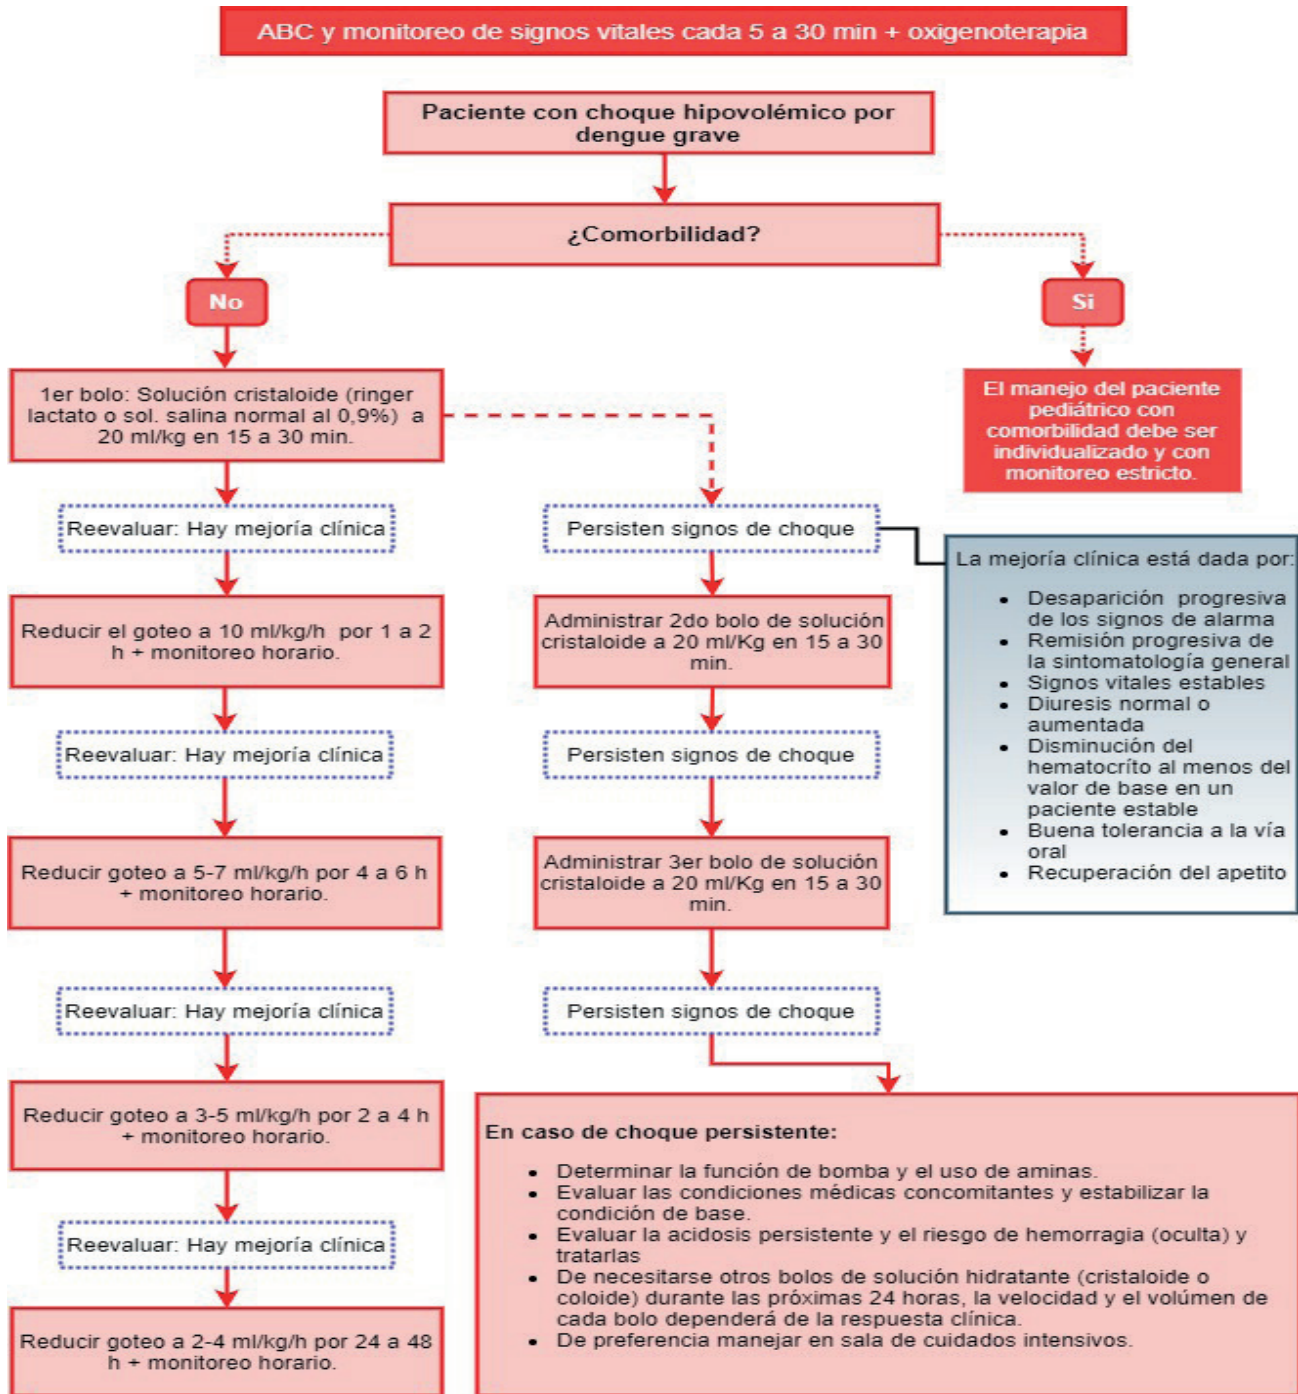 ABC y monitoreo de signos vitales cada 5 a 30 min + oxigenoterapia
Paciente con choque hipovolémico por
dengue grave
¿Comorbilidad?
No
Si
1er bolo: Solución cristaloide (ringer
lactato o sol. salina normal al 0,9%) a
20 ml/kg en 15 a 30 min.
El manejo del paciente
pediátrico con
comorbilidad debe ser
individualizado y con
monitoreo estricto.
Reevaluar: Hay mejoría clínica
Persisten signos de choque
Reducir el goteo a 10 ml/kg/h por 1 a 2
h + monitoreo horario.
Administrar 2do bolo de solución
cristaloide a 20 ml/Kg en 15 a 30
min.
La mejoría clínica está dada por:
• Desaparición progresiva
de los signos de alarma
• Remisión progresiva de
la sintomatología general
• Signos vitales estables
• Diuresis normal o
aumentada
• Disminución del
hematocríto al menos del
valor de base en un
paciente estable
• Buena tolerancia a la vía
oral
• Recuperación del apetito
Reevaluar: Hay mejoría clínica
Persisten signos de choque
Reducir goteo a 5-7 ml/kg/h por 4 a 6 h
+ monitoreo horario.
Administrar 3er bolo de solución
cristaloide a 20 ml/Kg en 15 a 30
min.
Reevaluar: Hay mejoría clínica
Persisten signos de choque
Reducir goteo a 3-5 ml/kg/h por 2 a 4 h
+ monitoreo horario.
Reevaluar: Hay mejoría clínica
Reducir goteo a 2-4 ml/kg/h por 24 a 48
h + monitoreo horario.
En caso de choque persistente:
• Determinar la función de bomba y el uso de aminas.
• Evaluar las condiciones médicas concomitantes y estabilizar la
condición de base.
• Evaluar la acidosis persistente y el riesgo de hemorragia (oculta) y
tratarlas
• De necesitarse otros bolos de solución hidratante (cristaloide o
coloide) durante las próximas 24 horas, la velocidad y el volúmen de
cada bolo dependerá de la respuesta clínica.
• De preferencia manejar en sala de cuidados intensivos.